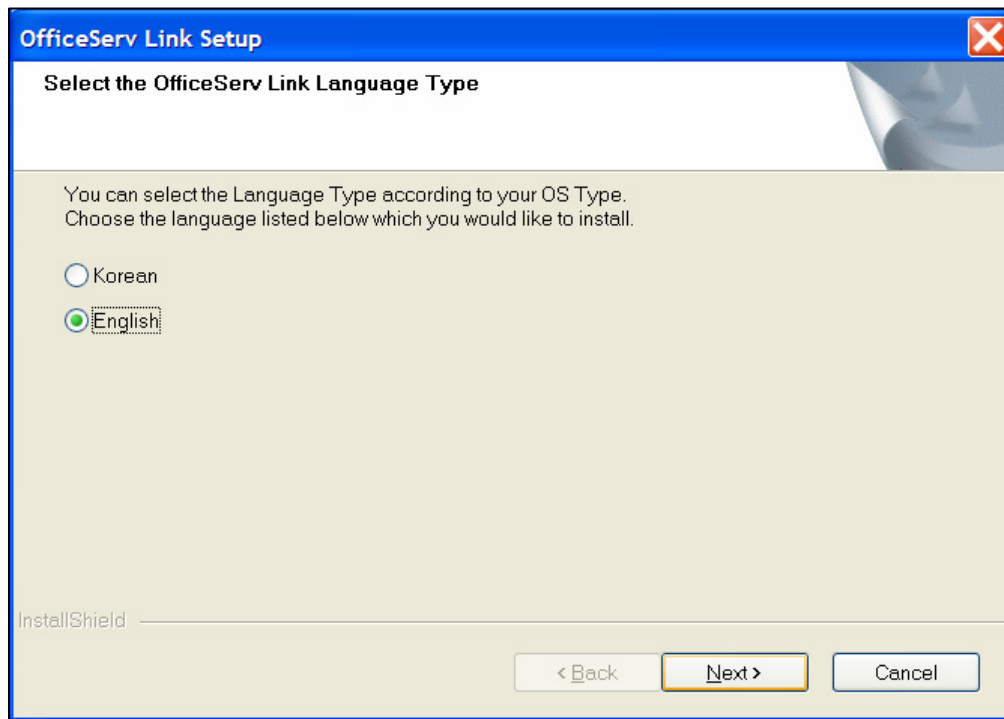 OfficeServ Link Setup
Select the OfficeServ Link Language Type
You can select the Language Type according to your OS Type.
Choose the language listed below which you would like to install.
Korean
English
InstallShield
< Back Next > Cancel